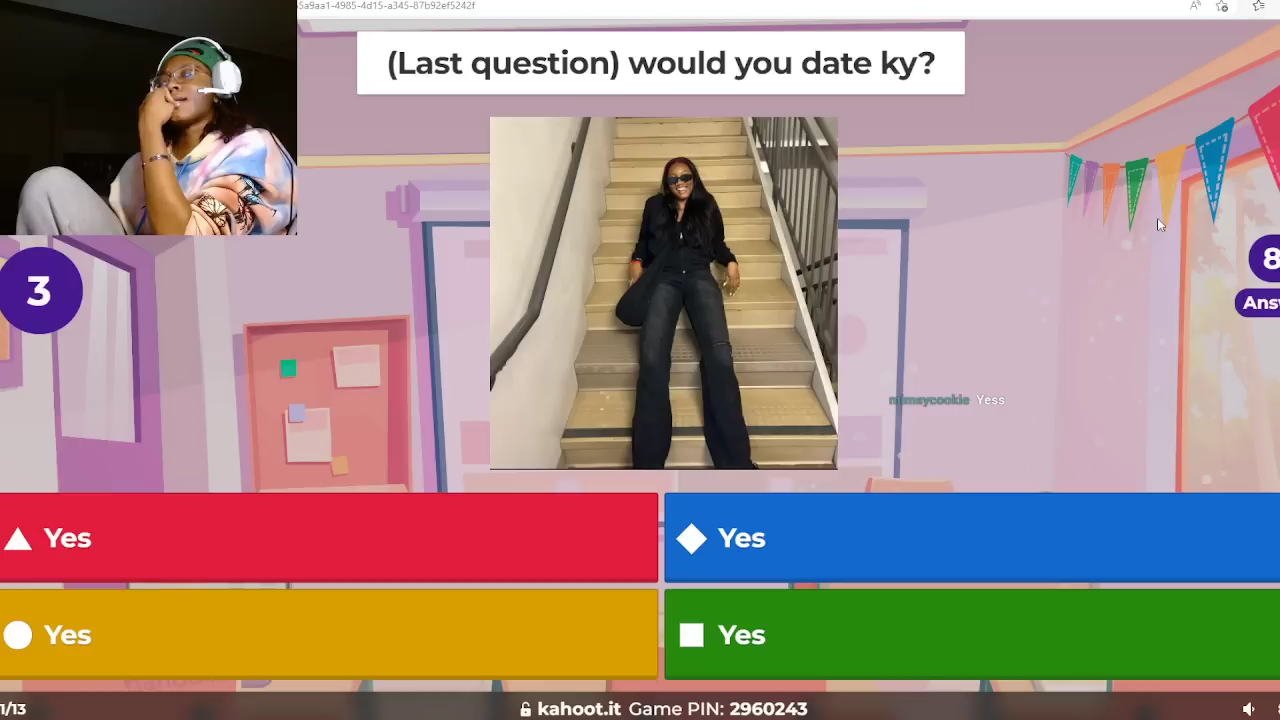 5a9aa1-4985-4d15-a345-87b92ef5242f
(Last question) would you date ky?
3
8
Ans
Yess
Yes
Yes
Yes
Yes
1/13
kahoot.it Game PIN: 2960243